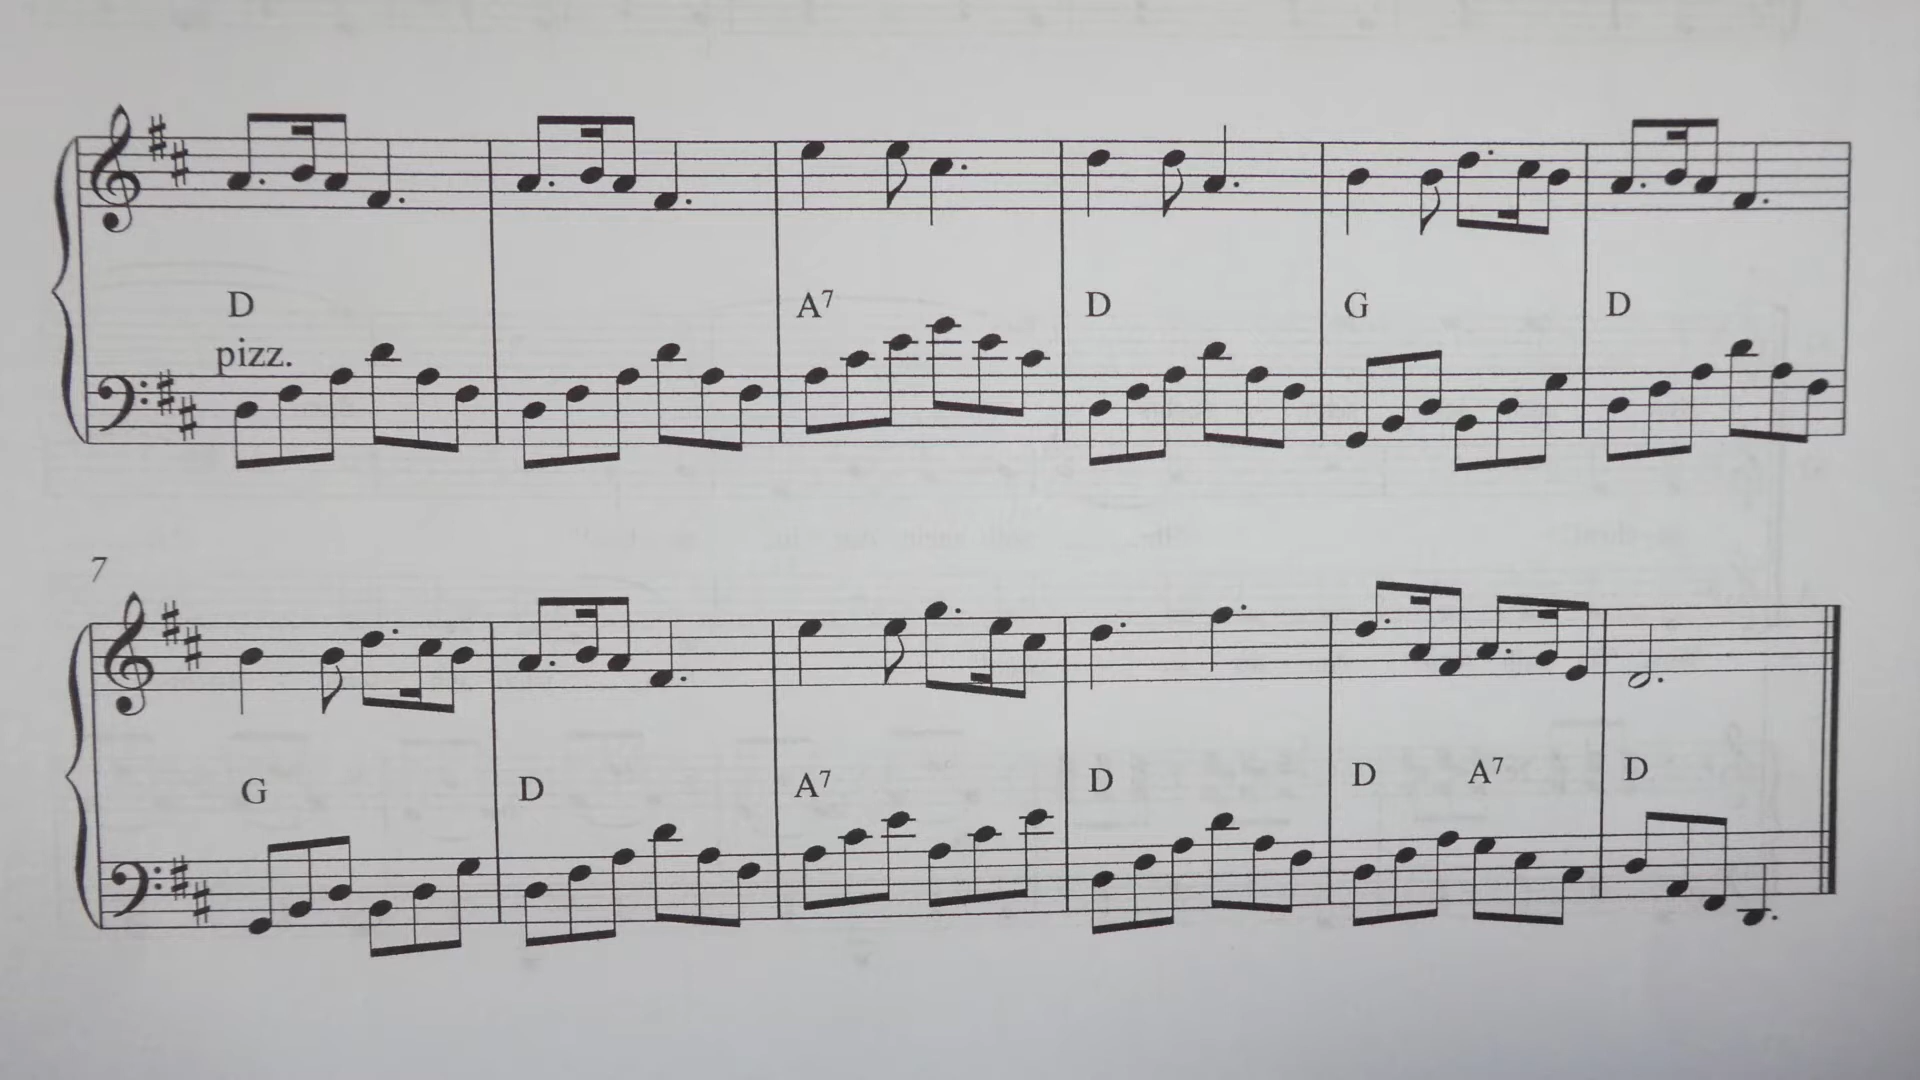 D A⁷ D G D
pizz.
7
G D A⁷ D D A⁷ D